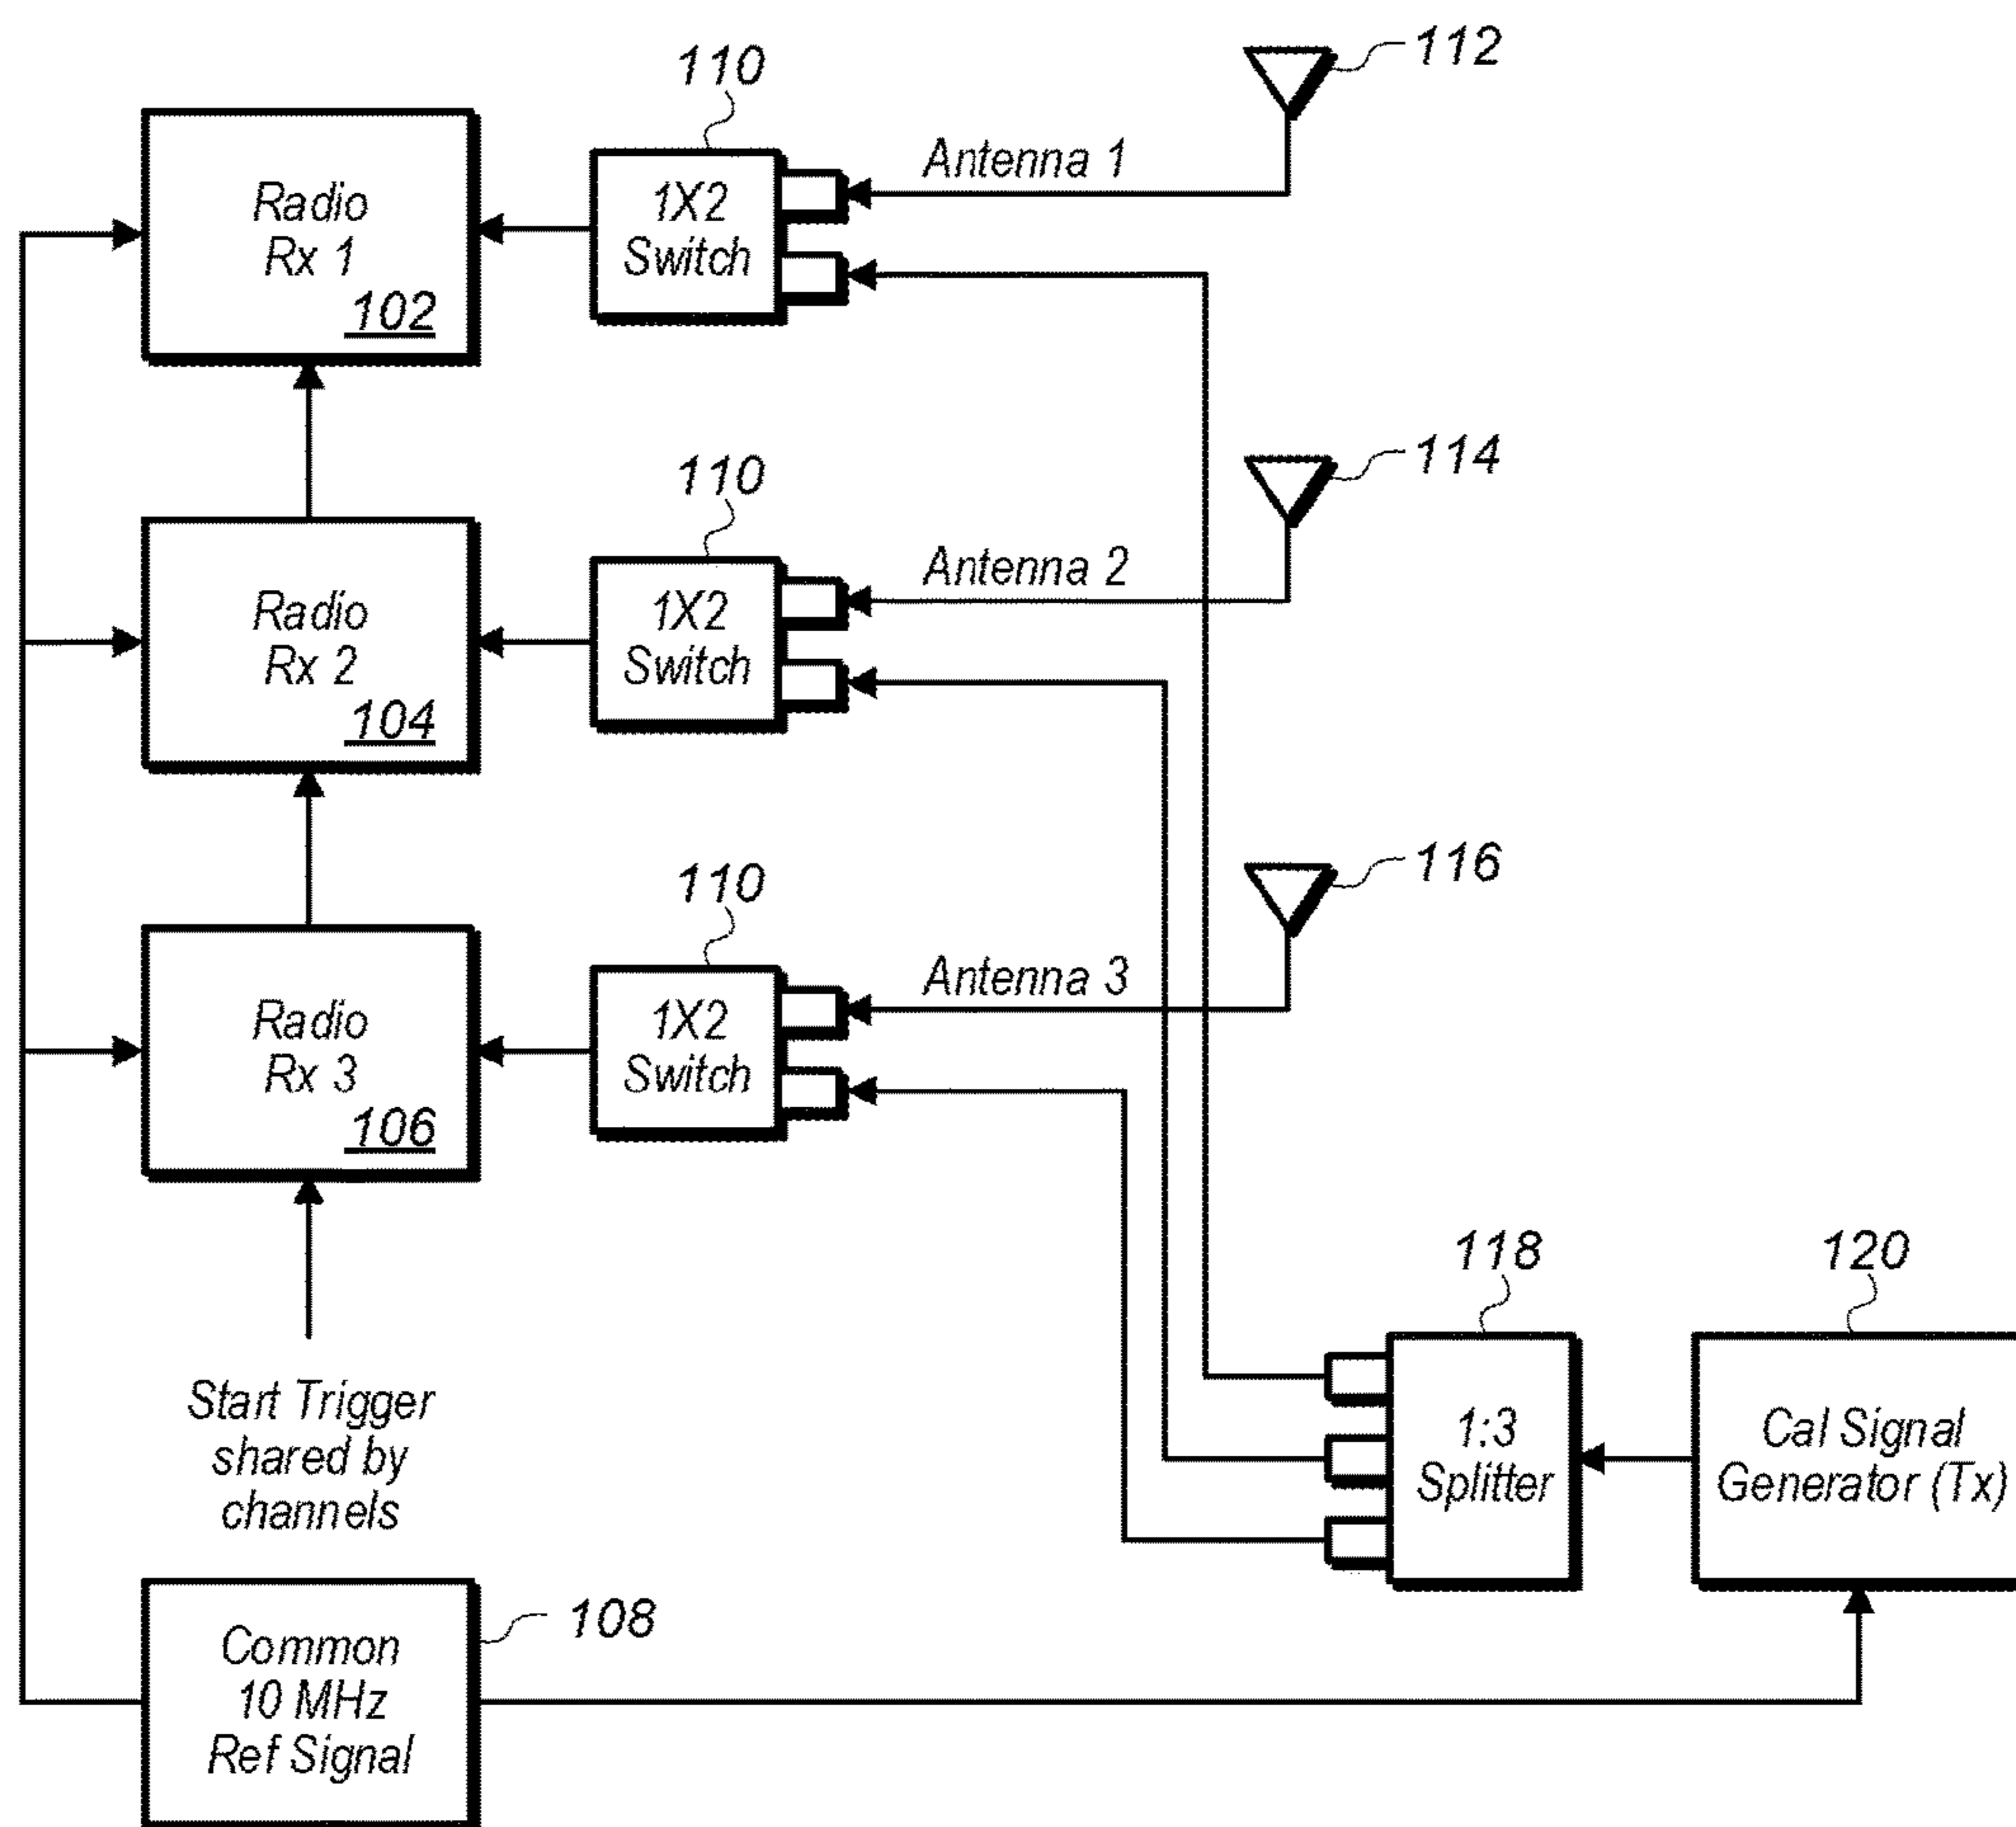 112
110
Antenna 1
Radio
Rx 1
102
1X2
Switch
114
110
Antenna 2
Radio
Rx 2
104
1X2
Switch
116
110
Antenna 3
Radio
Rx 3
106
1X2
Switch
118
120
Start Trigger
shared by
channels
1:3
Splitter
Cal Signal
Generator (Tx)
108
Common
10 MHz
Ref Signal